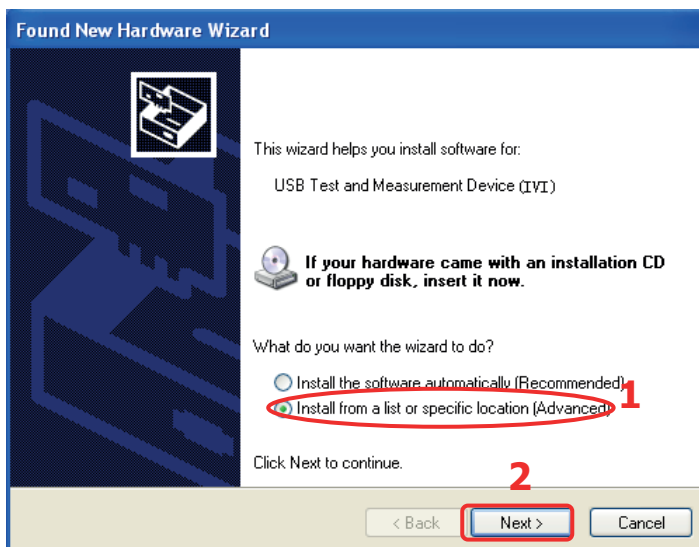 Found New Hardware Wizard
This wizard helps you install software for:
USB Test and Measurement Device (IVI)
If your hardware came with an installation CD
or floppy disk, insert it now.
What do you want the wizard to do?
Install the software automatically (Recommended)
Install from a list or specific location (Advanced)
1
Click Next to continue.
2
< Back
Next >
Cancel